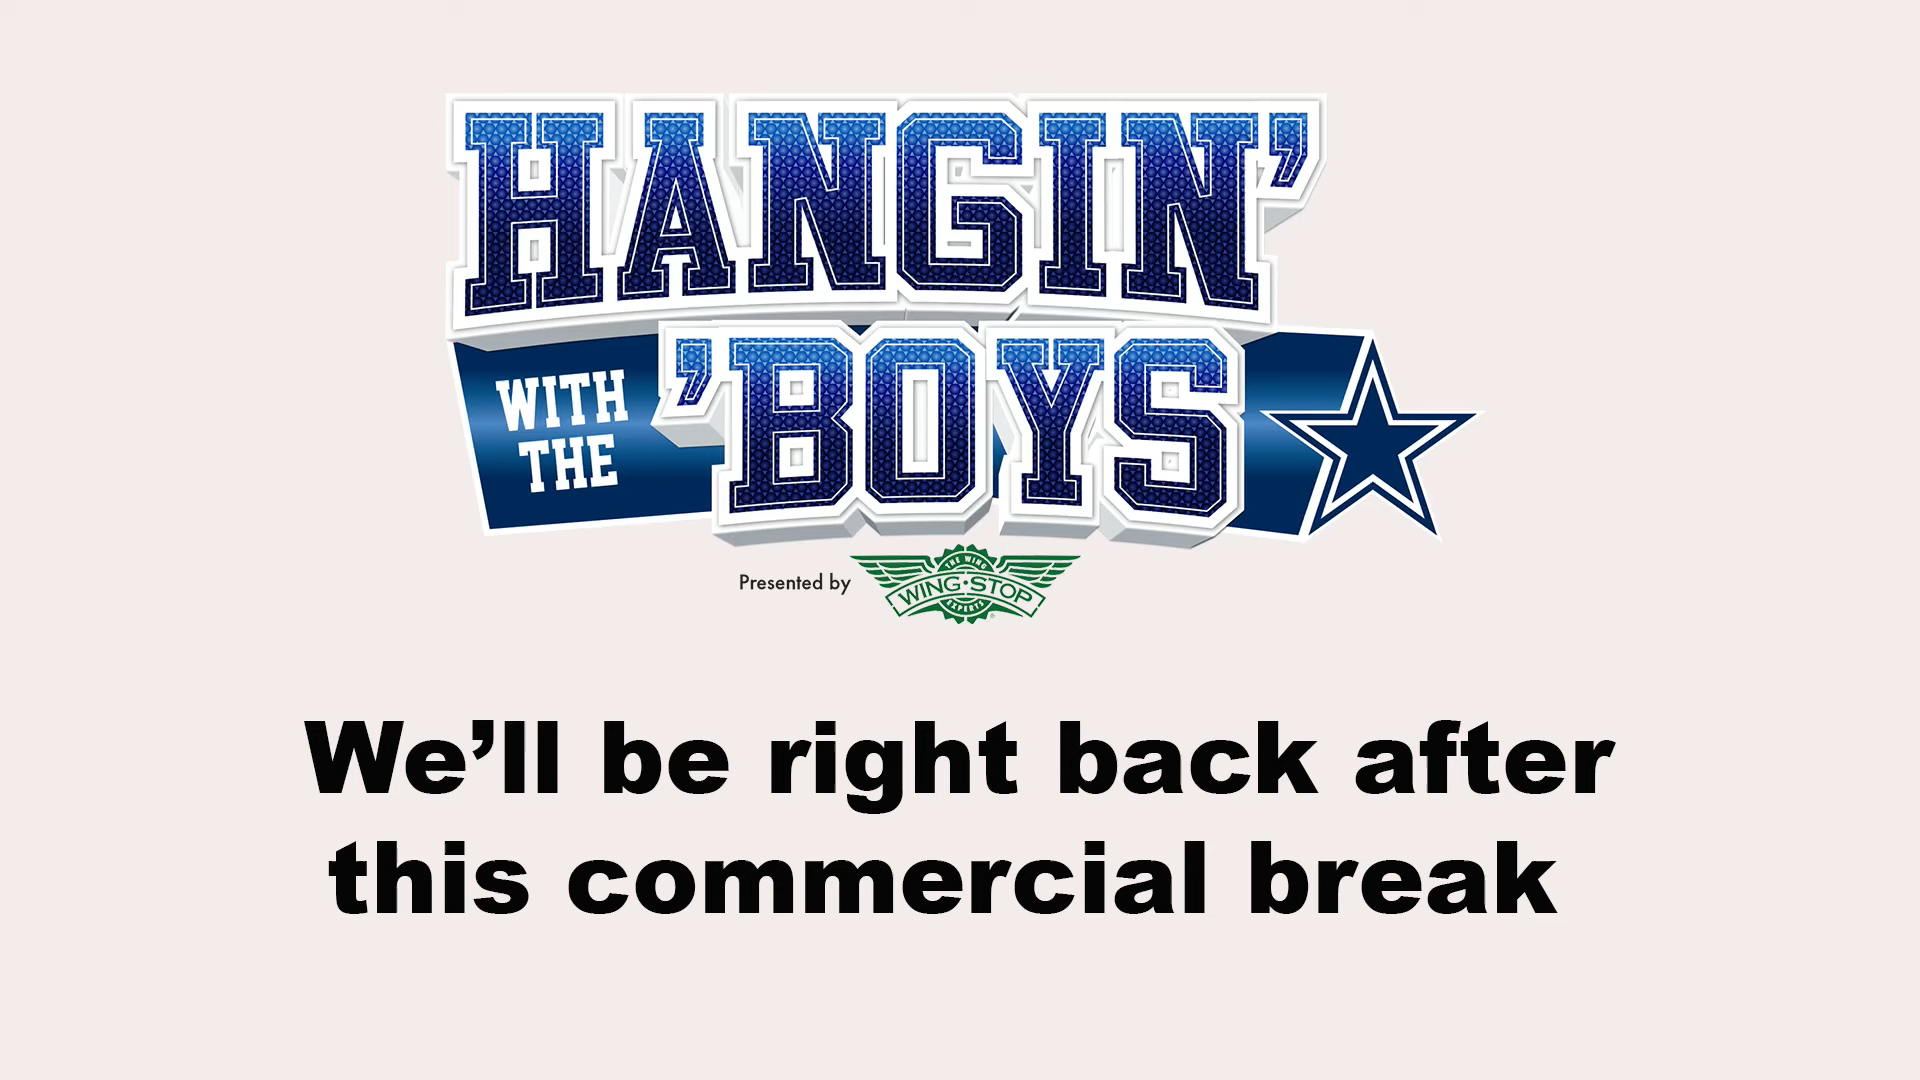 HANGIN'
WITH THE 'BOYS
Presented by
THE WING
WING•STOP
EXPERTS
®
We’ll be right back after
this commercial break